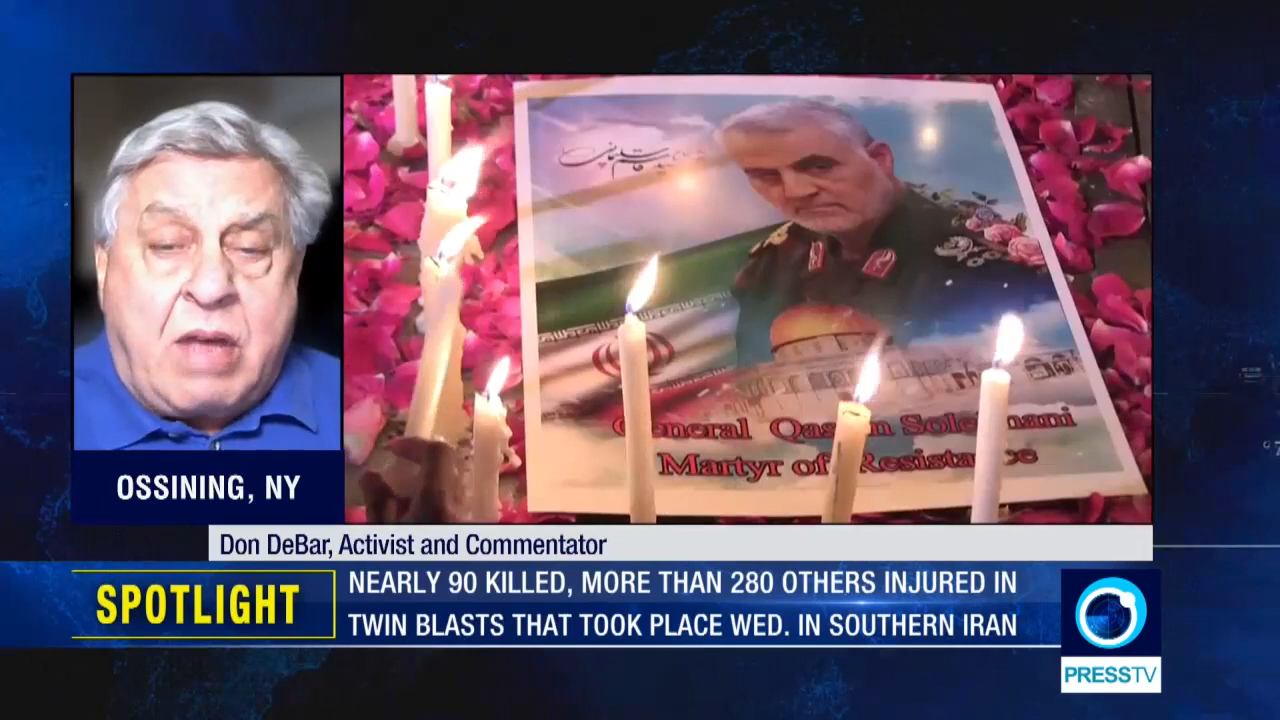 General Qasem Soleimani
Martyr of Resistance
OSSINING, NY
Don DeBar, Activist and Commentator
SPOTLIGHT
NEARLY 90 KILLED, MORE THAN 280 OTHERS INJURED IN
TWIN BLASTS THAT TOOK PLACE WED. IN SOUTHERN IRAN
PRESSTV